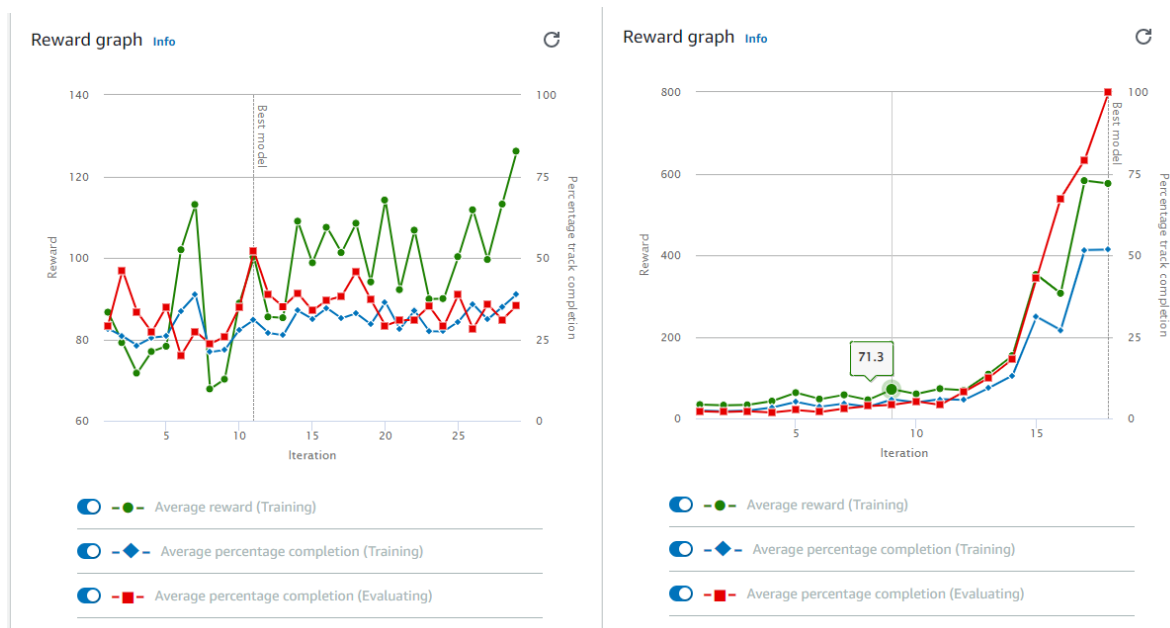 Reward graph Info
140
120
100
80
60
Reward
100
75
50
25
0
Percentage track completion
Best model
5
10
15
20
25
Iteration
Average reward (Training)
Average percentage completion (Training)
Average percentage completion (Evaluating)
Reward graph Info
800
600
400
200
0
Reward
100
75
50
25
0
Percentage track completion
Best model
71.3
5
10
15
Iteration
Average reward (Training)
Average percentage completion (Training)
Average percentage completion (Evaluating)